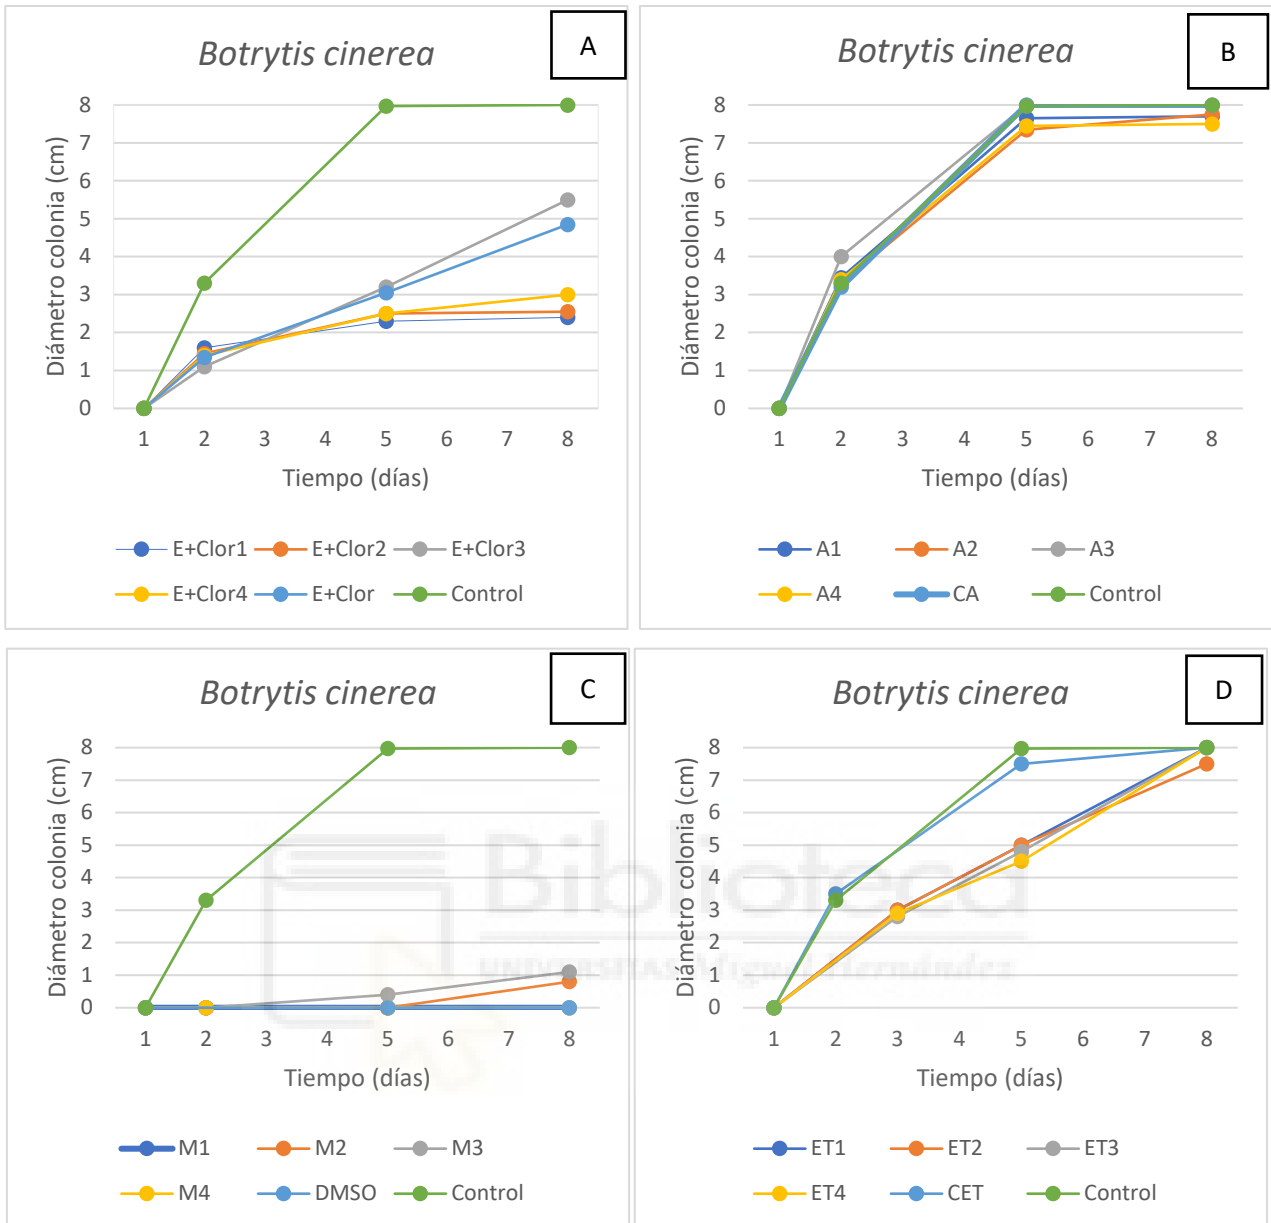 Botrytis cinerea
A
Diámetro colonia (cm)
8
7
6
5
4
3
2
1
0
1 2 3 4 5 6 7 8
Tiempo (días)
E+Clor1 E+Clor2 E+Clor3
E+Clor4 E+Clor Control
Botrytis cinerea
B
Diámetro colonia (cm)
8
7
6
5
4
3
2
1
0
1 2 3 4 5 6 7 8
Tiempo (días)
A1 A2 A3
A4 CA Control
Botrytis cinerea
C
Diámetro colonia (cm)
8
7
6
5
4
3
2
1
0
1 2 3 4 5 6 7 8
Tiempo (días)
M1 M2 M3
M4 DMSO Control
Botrytis cinerea
D
Diámetro colonia (cm)
8
7
6
5
4
3
2
1
0
1 2 3 4 5 6 7 8
Tiempo (días)
ET1 ET2 ET3
ET4 CET Control
Biblioteca
UNIVERSITAS Miguel Hernández